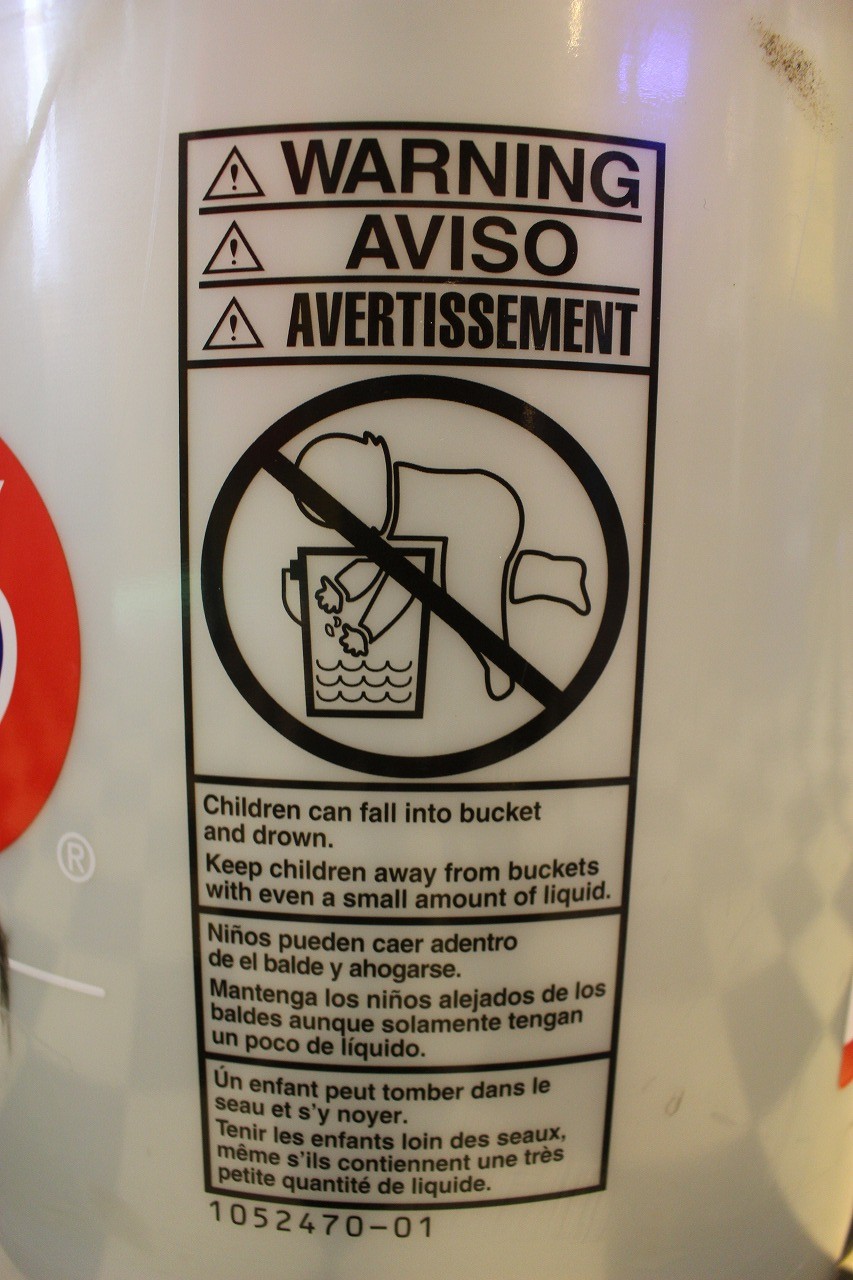 WARNING
AVISO
AVERTISSEMENT
Children can fall into bucket
and drown.
Keep children away from buckets
with even a small amount of liquid.
Niños pueden caer adentro
de el balde y ahogarse.
Mantenga los niños alejados de los
baldes aunque solamente tengan
un poco de líquido.
Ún enfant peut tomber dans le
seau et s'y noyer.
Tenir les enfants loin des seaux,
même s'ils contiennent une très
petite quantité de liquide.
1052470-01
®